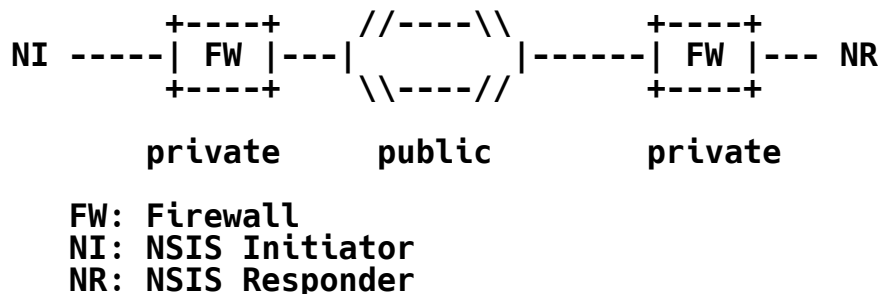 +----+    //----\\       +----+
NI -----| FW |---|        |------| FW |--- NR
        +----+    \\----//       +----+

       private     public        private

   FW: Firewall
   NI: NSIS Initiator
   NR: NSIS Responder